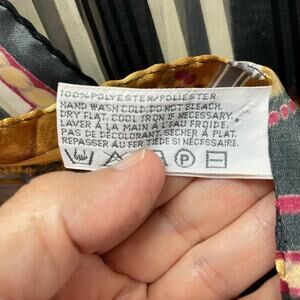 100% POLYESTER/POLIESTER
HAND WASH COLD. DO NOT BLEACH.
DRY FLAT. COOL IRON IF NECESSARY.
LAVER À LA MAIN À L'EAU FROIDE.
PAS DE DÉCOLORANT. SÉCHER À PLAT.
REPASSER AU FER TIÈDE SI NÉCESSAIRE.
P